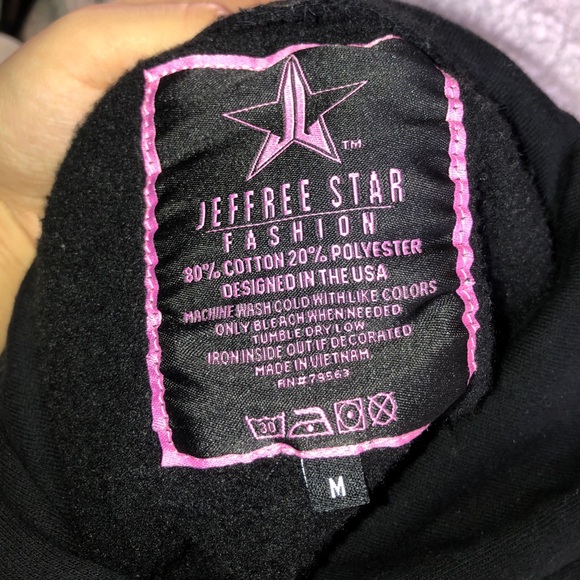 TM
JEFFREE STAR
FASHION
80% COTTON 20% POLYESTER
DESIGNED IN THE USA
MACHINE WASH COLD WITH LIKE COLORS
ONLY BLEACH WHEN NEEDED
TUMBLE DRY LOW
IRON INSIDE OUT IF DECORATED
MADE IN VIETNAM
RN#79563
30
M